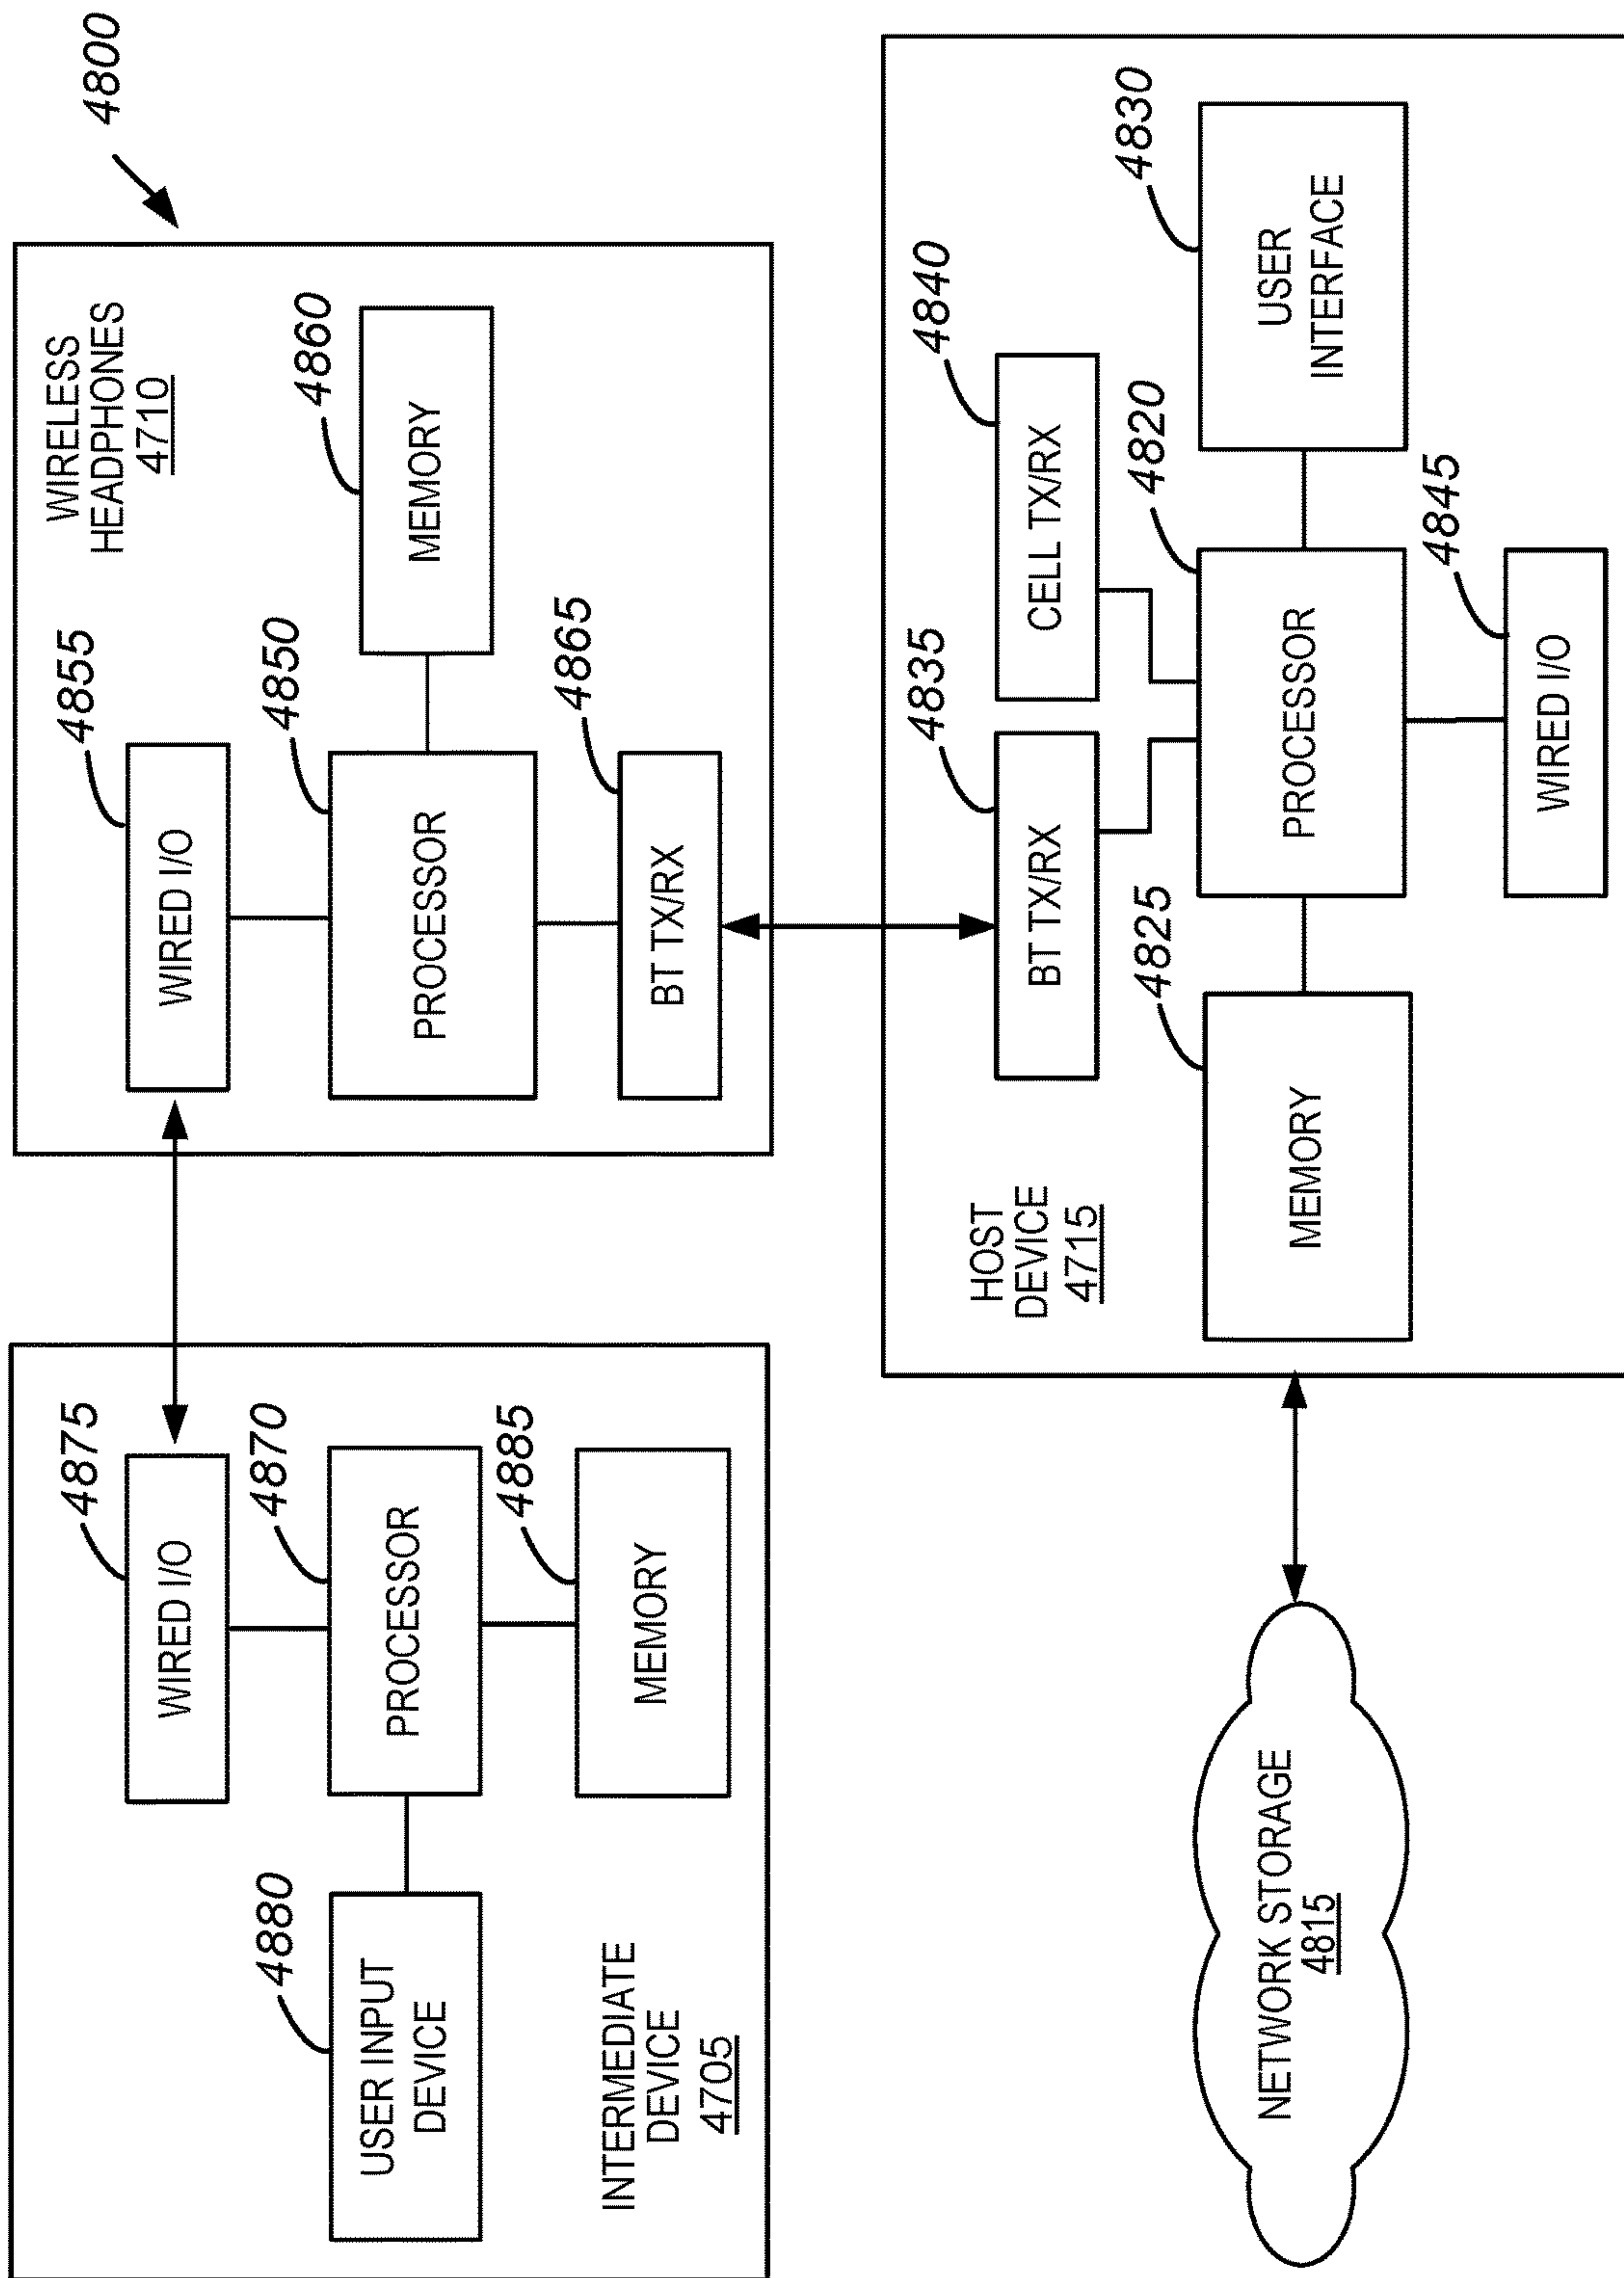 4800
WIRELESS
HEADPHONES
4710
4855
WIRED I/O
4850
PROCESSOR
4860
MEMORY
4865
BT TX/RX
4875
WIRED I/O
4870
PROCESSOR
4885
MEMORY
4880
USER INPUT
DEVICE
INTERMEDIATE
DEVICE
4705
HOST
DEVICE
4715
4835
BT TX/RX
4840
CELL TX/RX
4825
MEMORY
4820
PROCESSOR
4830
USER
INTERFACE
4845
WIRED I/O
NETWORK STORAGE
4815